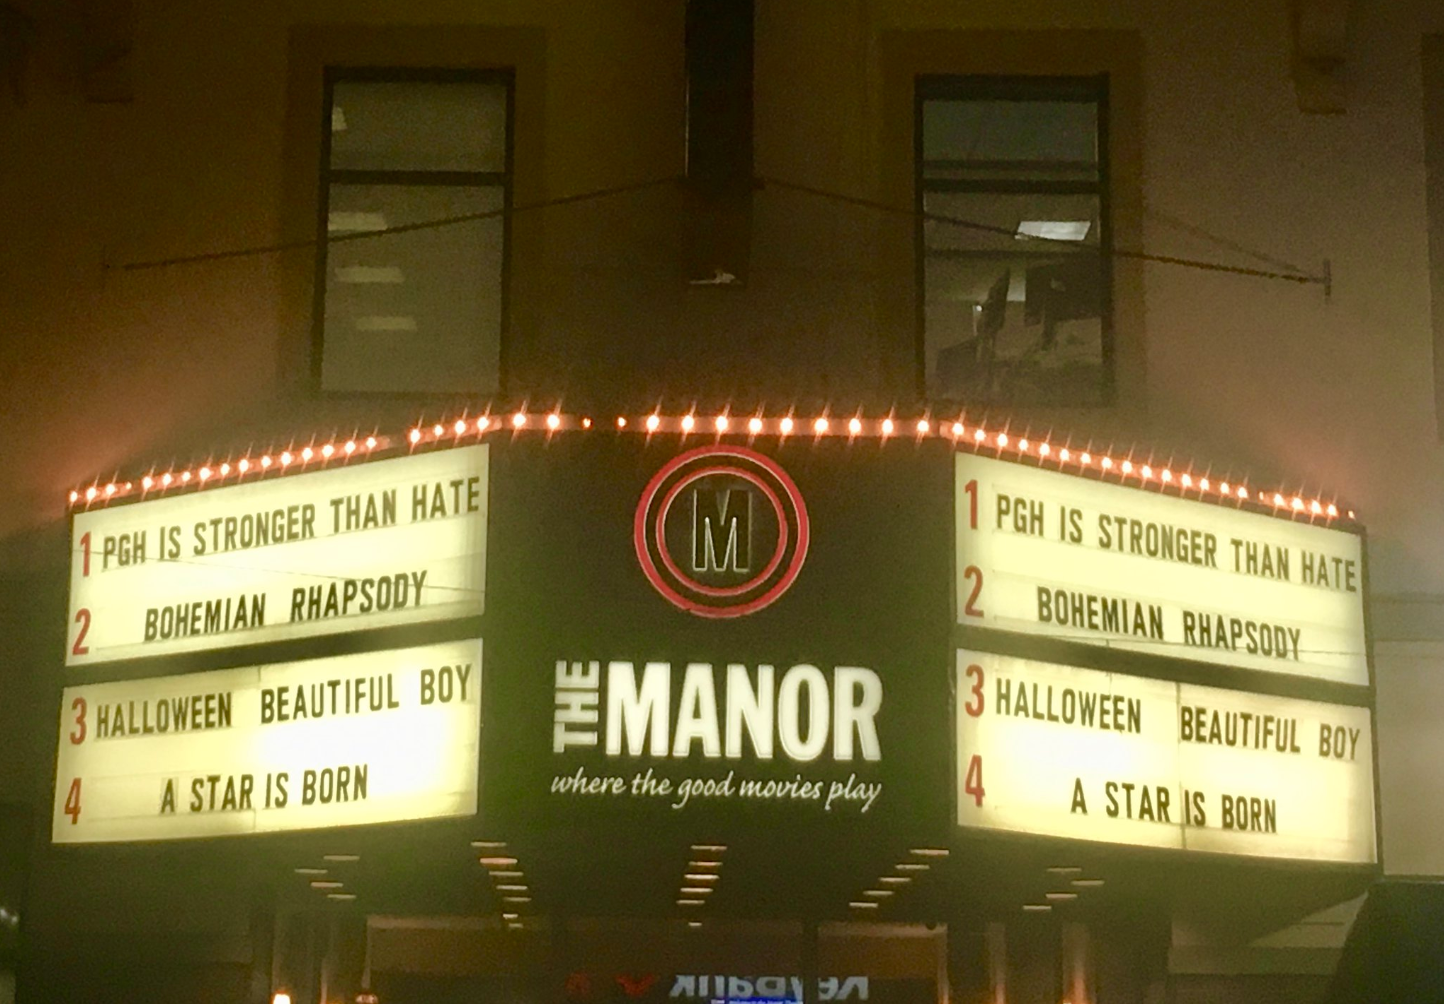 1 PGH IS STRONGER THAN HATE
2 BOHEMIAN RHAPSODY
3 HALLOWEEN BEAUTIFUL BOY
4 A STAR IS BORN
M
THE MANOR
where the good movies play
1 PGH IS STRONGER THAN HATE
2 BOHEMIAN RHAPSODY
3 HALLOWEEN BEAUTIFUL BOY
4 A STAR IS BORN
KeyBank